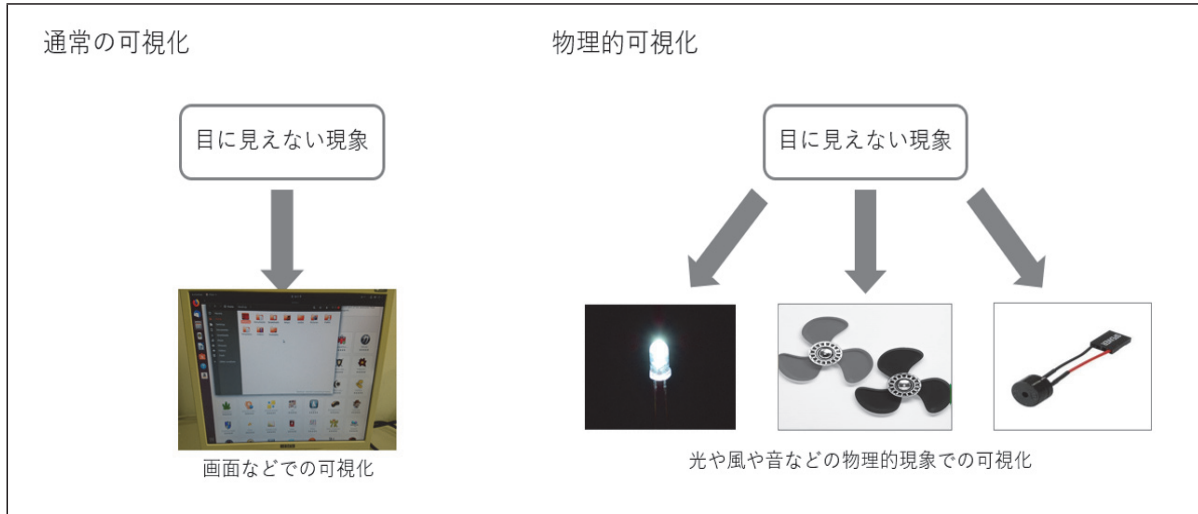 通常の可視化
物理的可視化
目に見えない現象
目に見えない現象
画面などでの可視化
光や風や音などの物理的現象での可視化